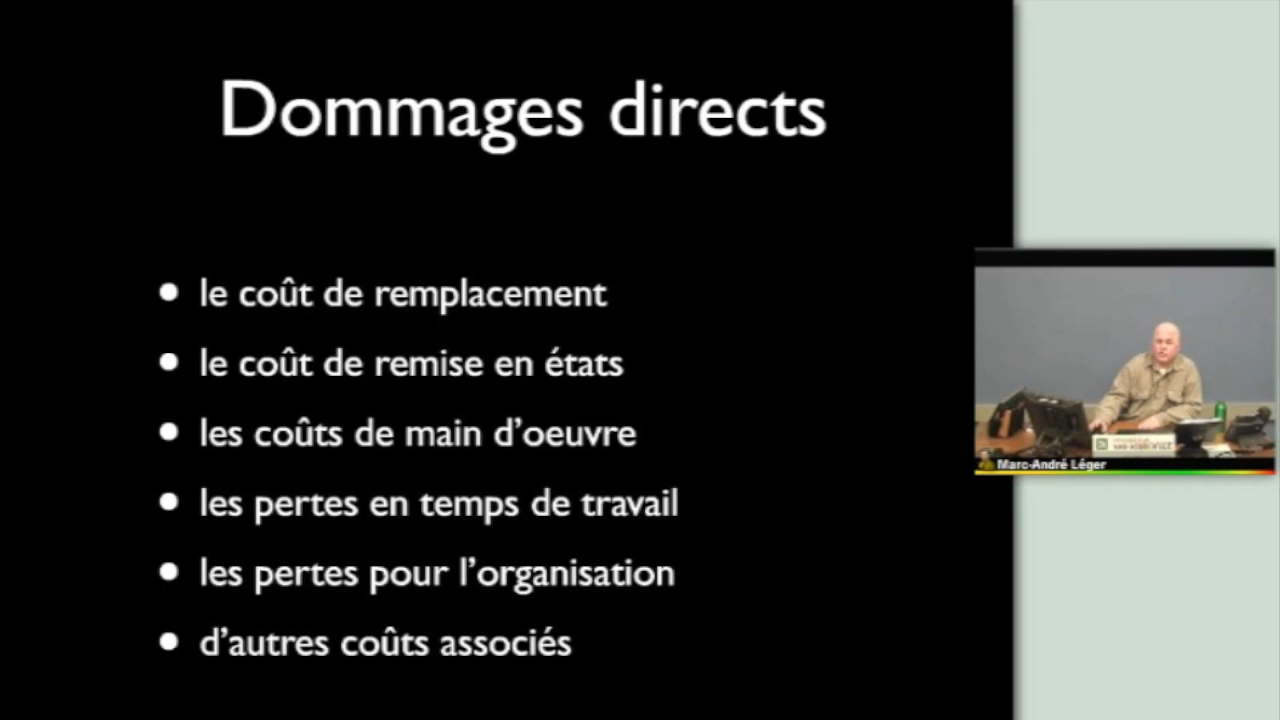 Dommages directs
• le coût de remplacement
• le coût de remise en états
• les coûts de main d’oeuvre
• les pertes en temps de travail
• les pertes pour l’organisation
• d’autres coûts associés
Marc-André Léger